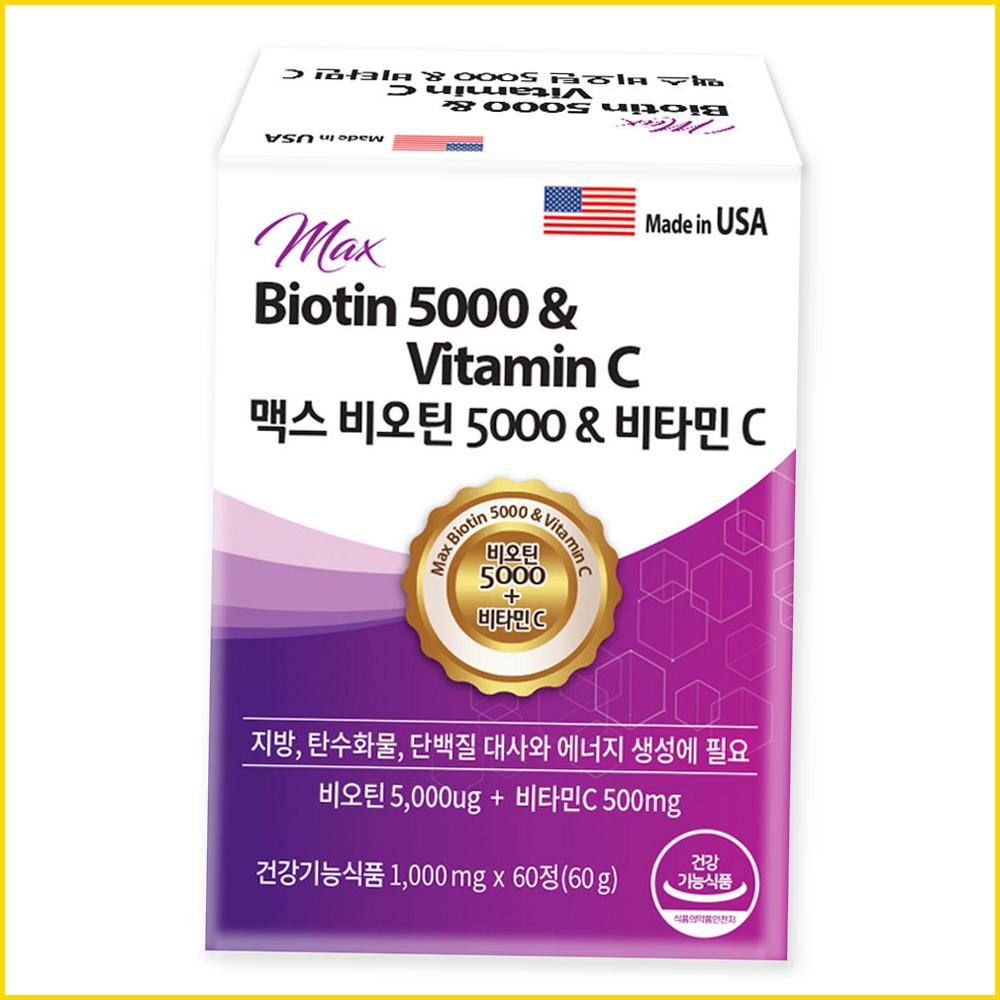 맥스 비오틴 5000 & 비타민 C
Max
Biotin 5000 &
Vitamin C
Made in USA
Made in USA
Max
Biotin 5000 &
Vitamin C
맥스 비오틴 5000 & 비타민 C
Max Biotin 5000 & Vitamin C
비오틴
5000
+
비타민 C
지방, 탄수화물, 단백질 대사와 에너지 생성에 필요
비오틴 5,000ug + 비타민C 500mg
건강기능식품 1,000mg x 60정(60g)
건강
기능식품
식품의약품안전처